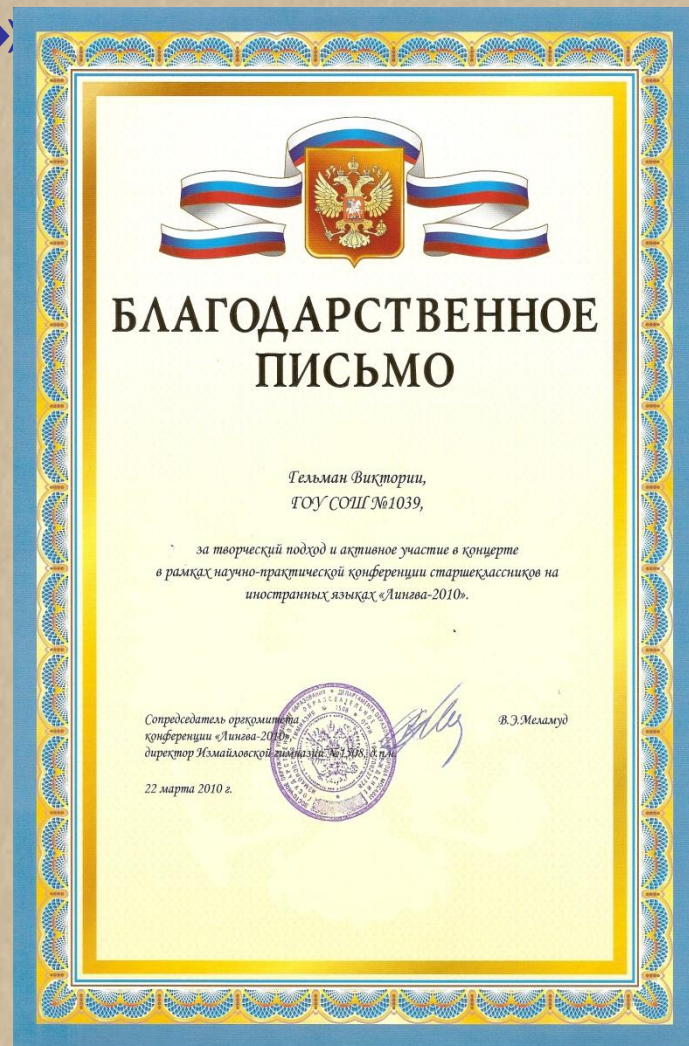 БЛАГОДАРСТВЕННОЕ
ПИСЬМО
Гельман Виктории,
ГОУ СОШ №1039,
за творческий подход и активное участие в концерте
в рамках научно-практической конференции старшеклассников на
иностранных языках «Лингва-2010».
Сопредседатель оргкомитета
конференции «Лингва-2010»,
директор Измайловской гимназии №1508, д.п.н.
В.Э.Меламуд
22 марта 2010 г.